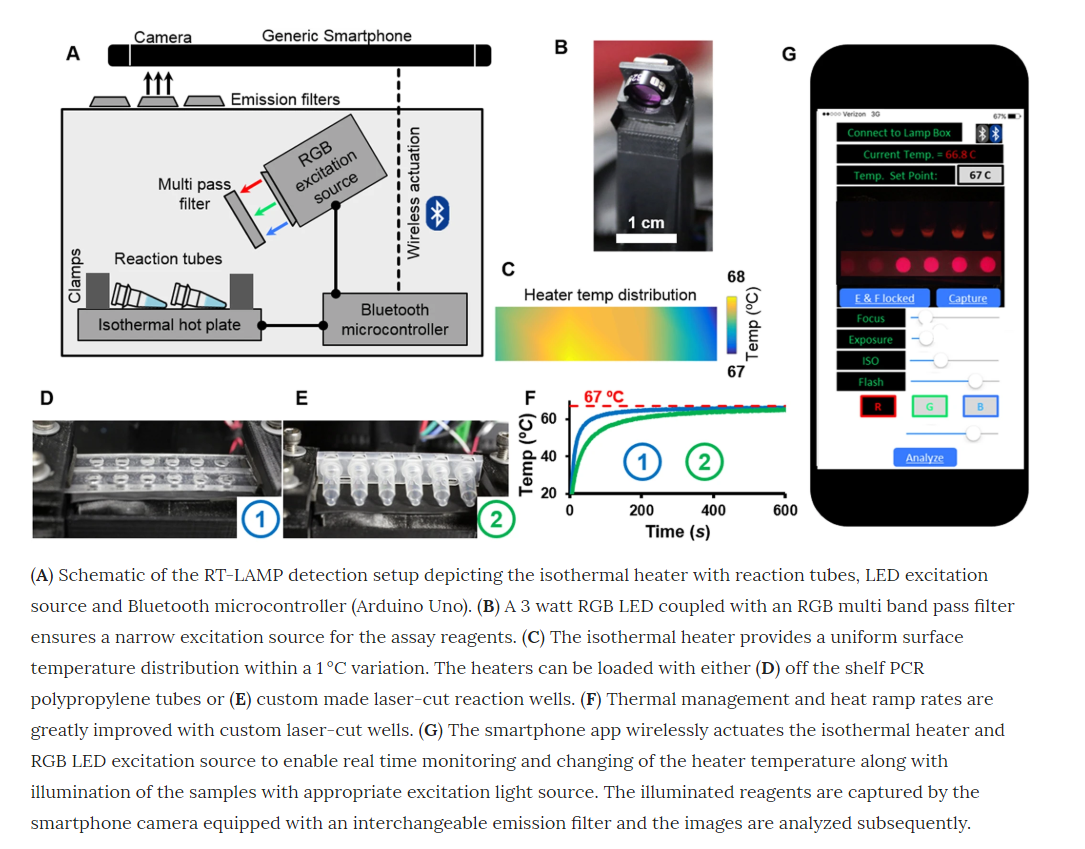 A
Camera
Generic Smartphone
Emission filters
RGB
excitation
source
Multi pass
filter
Wireless actuation
Clamps
Reaction tubes
Isothermal hot plate
Bluetooth
microcontroller
B
1 cm
C
Heater temp distribution
68
67
Temp (ºC)
D
1
E
2
F
67 ºC
Temp (ºC)
60
40
20
1
2
0
200
400
600
Time (s)
G
Verizon 3G
67%
Connect to Lamp Box
Current Temp. = 66.8 C
Temp. Set Point:
67 C
E & F locked
Capture
Focus
Exposure
ISO
Flash
R
G
B
Analyze
(A) Schematic of the RT-LAMP detection setup depicting the isothermal heater with reaction tubes, LED excitation
source and Bluetooth microcontroller (Arduino Uno). (B) A 3 watt RGB LED coupled with an RGB multi band pass filter
ensures a narrow excitation source for the assay reagents. (C) The isothermal heater provides a uniform surface
temperature distribution within a 1°C variation. The heaters can be loaded with either (D) off the shelf PCR
polypropylene tubes or (E) custom made laser-cut reaction wells. (F) Thermal management and heat ramp rates are
greatly improved with custom laser-cut wells. (G) The smartphone app wirelessly actuates the isothermal heater and
RGB LED excitation source to enable real time monitoring and changing of the heater temperature along with
illumination of the samples with appropriate excitation light source. The illuminated reagents are captured by the
smartphone camera equipped with an interchangeable emission filter and the images are analyzed subsequently.